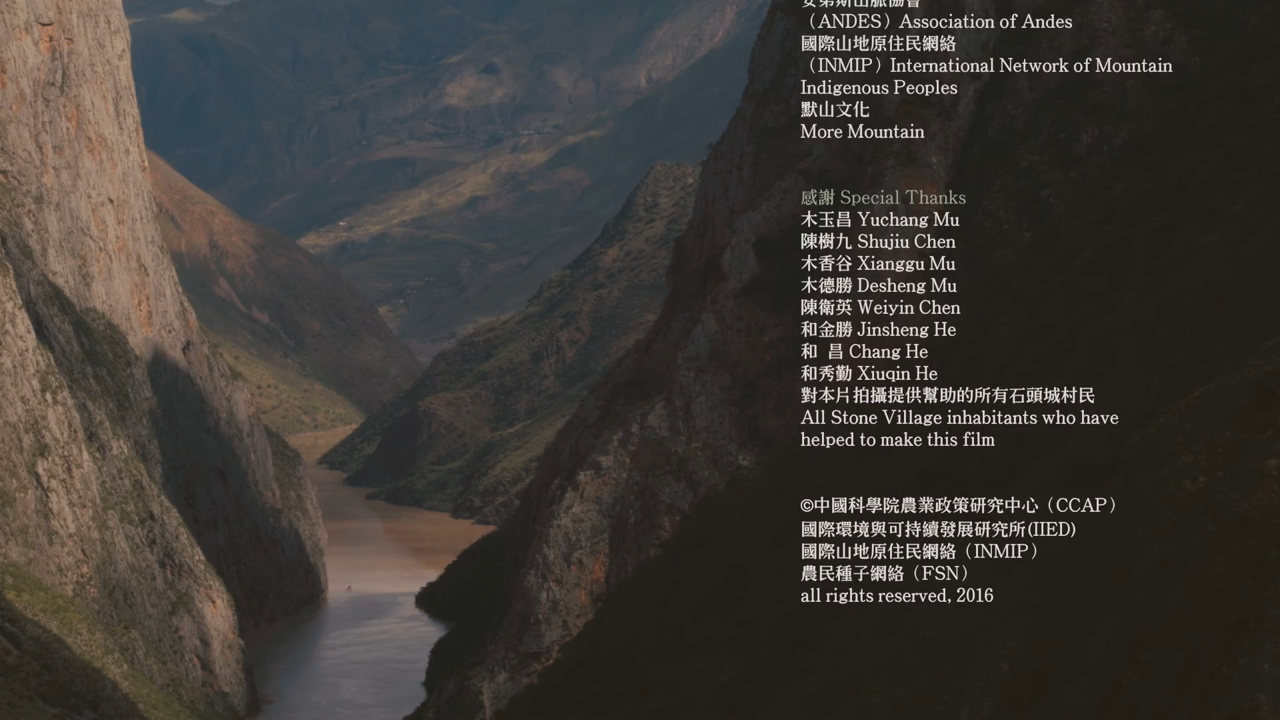 安第斯山脈協會
（ANDES）Association of Andes
國際山地原住民網絡
（INMIP）International Network of Mountain
Indigenous Peoples
默山文化
More Mountain
感謝 Special Thanks
木玉昌 Yuchang Mu
陳樹九 Shujiu Chen
木香谷 Xianggu Mu
木德勝 Desheng Mu
陳衛英 Weiyin Chen
和金勝 Jinsheng He
和 昌 Chang He
和秀勤 Xiuqin He
對本片拍攝提供幫助的所有石頭城村民
All Stone Village inhabitants who have
helped to make this film
©中國科學院農業政策研究中心（CCAP）
國際環境與可持續發展研究所(IIED)
國際山地原住民網絡（INMIP）
農民種子網絡（FSN）
all rights reserved, 2016